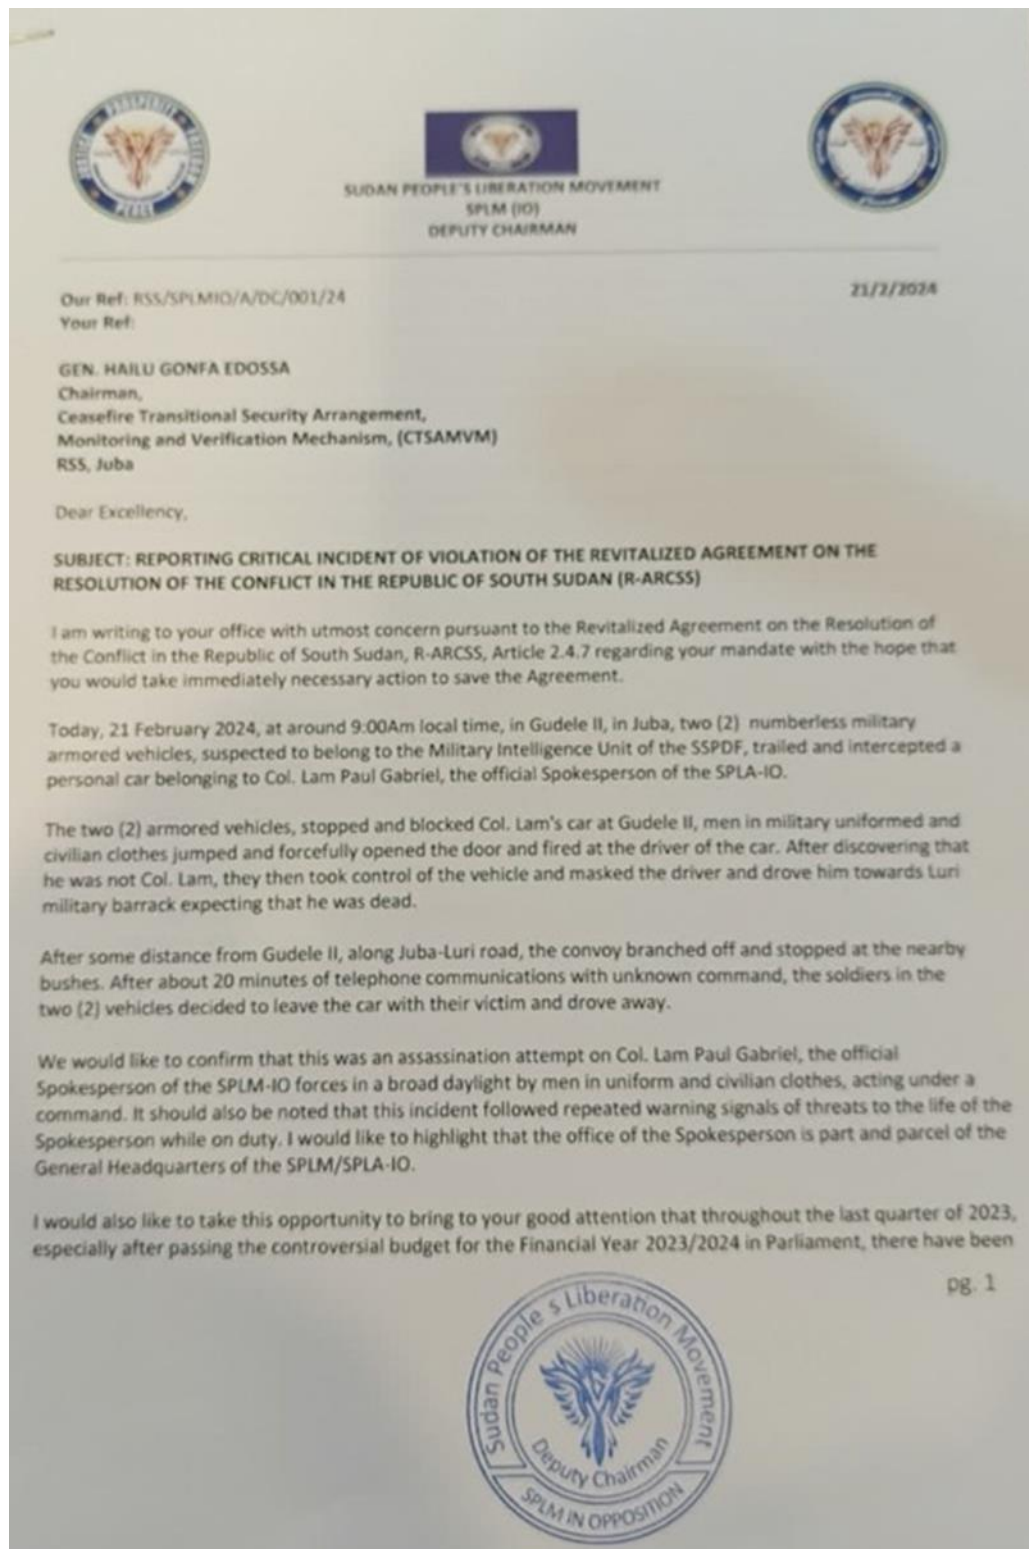 JUSTICE PROSPERITY FREEDOM PEACE
SUDAN PEOPLE'S LIBERATION MOVEMENT
SPLM (IO)
DEPUTY CHAIRMAN
Our Ref: RSS/SPLMIO/A/DC/001/24
21/2/2024
Your Ref:
GEN. HAILU GONFA EDOSSA
Chairman,
Ceasefire Transitional Security Arrangement,
Monitoring and Verification Mechanism, (CTSAMVM)
RSS, Juba
Dear Excellency,
SUBJECT: REPORTING CRITICAL INCIDENT OF VIOLATION OF THE REVITALIZED AGREEMENT ON THE
RESOLUTION OF THE CONFLICT IN THE REPUBLIC OF SOUTH SUDAN (R-ARCSS)
I am writing to your office with utmost concern pursuant to the Revitalized Agreement on the Resolution of
the Conflict in the Republic of South Sudan, R-ARCSS, Article 2.4.7 regarding your mandate with the hope that
you would take immediately necessary action to save the Agreement.
Today, 21 February 2024, at around 9:00Am local time, in Gudele II, in Juba, two (2) numberless military
armored vehicles, suspected to belong to the Military Intelligence Unit of the SSPDF, trailed and intercepted a
personal car belonging to Col. Lam Paul Gabriel, the official Spokesperson of the SPLA-IO.
The two (2) armored vehicles, stopped and blocked Col. Lam's car at Gudele II, men in military uniformed and
civilian clothes jumped and forcefully opened the door and fired at the driver of the car. After discovering that
he was not Col. Lam, they then took control of the vehicle and masked the driver and drove him towards Luri
military barrack expecting that he was dead.
After some distance from Gudele II, along Juba-Luri road, the convoy branched off and stopped at the nearby
bushes. After about 20 minutes of telephone communications with unknown command, the soldiers in the
two (2) vehicles decided to leave the car with their victim and drove away.
We would like to confirm that this was an assassination attempt on Col. Lam Paul Gabriel, the official
Spokesperson of the SPLM-IO forces in a broad daylight by men in uniform and civilian clothes, acting under a
command. It should also be noted that this incident followed repeated warning signals of threats to the life of the
Spokesperson while on duty. I would like to highlight that the office of the Spokesperson is part and parcel of the
General Headquarters of the SPLM/SPLA-IO.
I would also like to take this opportunity to bring to your good attention that throughout the last quarter of 2023,
especially after passing the controversial budget for the Financial Year 2023/2024 in Parliament, there have been
pg. 1
Sudan People s Liberation Movement
Deputy Chairman
SPLM IN OPPOSITION